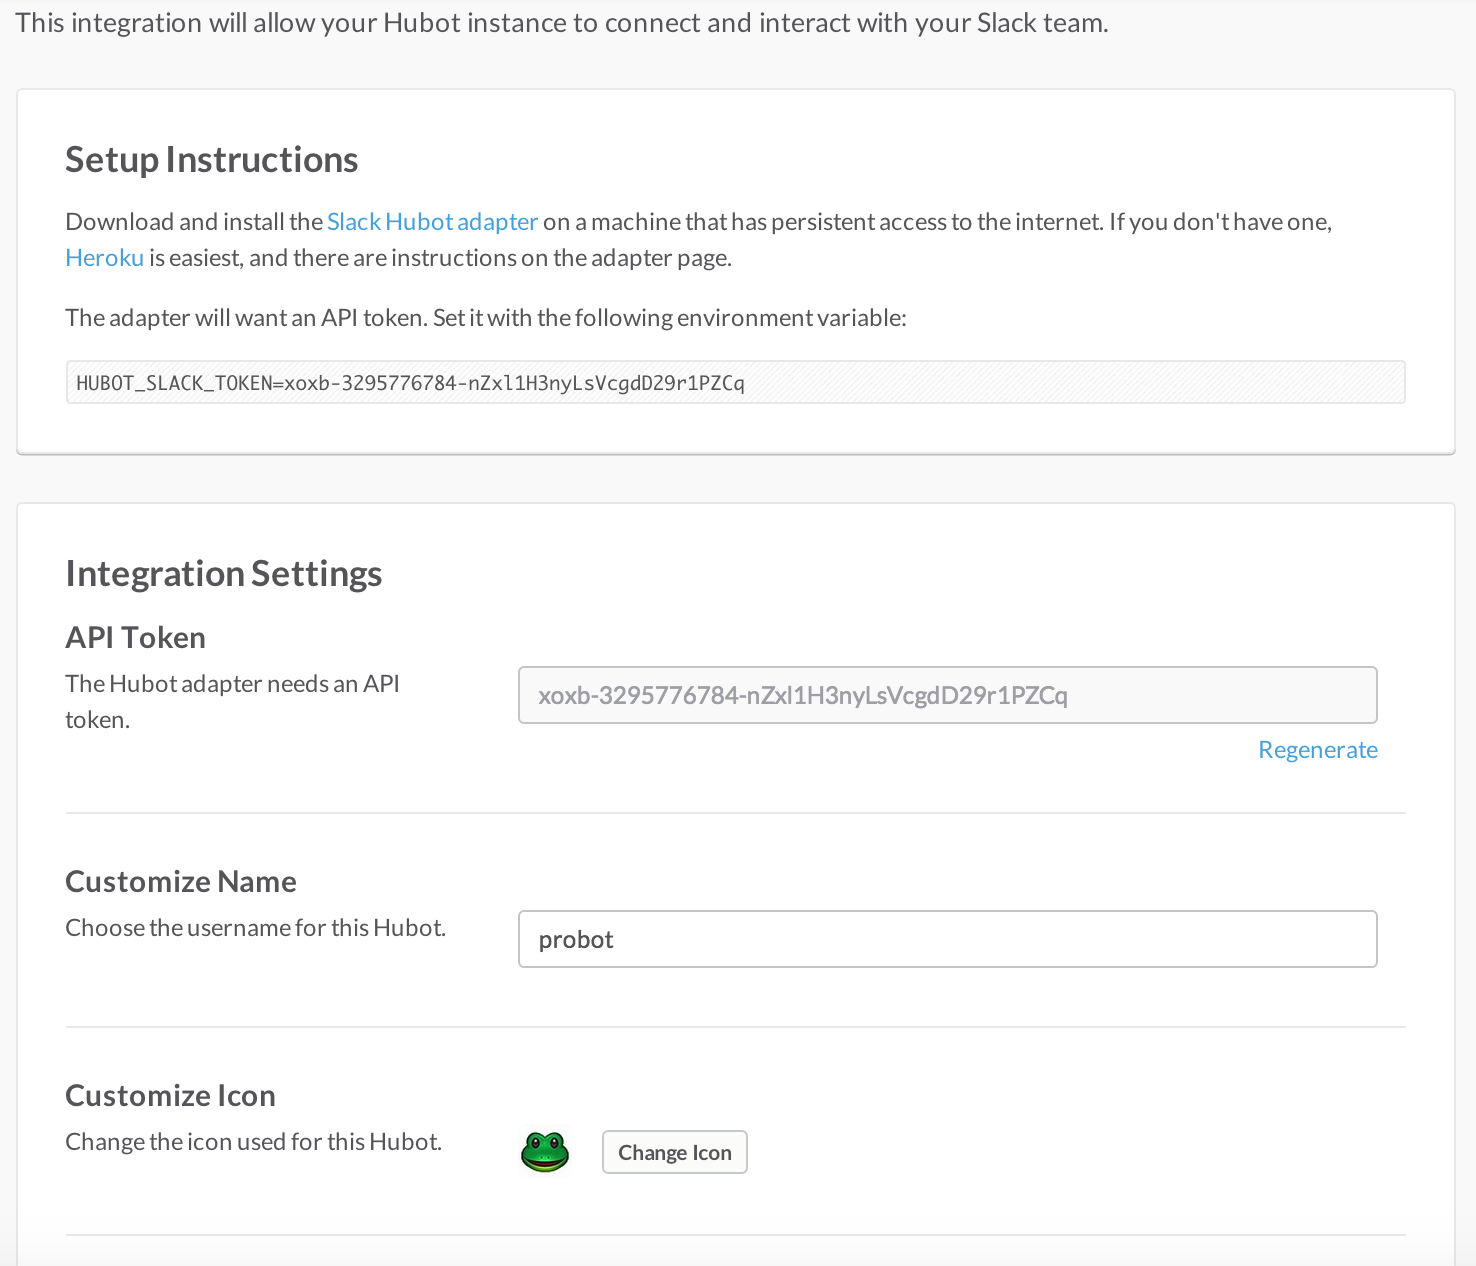 This integration will allow your Hubot instance to connect and interact with your Slack team.
Setup Instructions
Download and install the Slack Hubot adapter on a machine that has persistent access to the internet. If you don't have one,
Heroku is easiest, and there are instructions on the adapter page.
The adapter will want an API token. Set it with the following environment variable:
HUBOT_SLACK_TOKEN=xoxb-3295776784-nZxl1H3nyLsVcgdD29r1PZCq
Integration Settings
API Token
The Hubot adapter needs an API
token.
xoxb-3295776784-nZxl1H3nyLsVcgdD29r1PZCq
Regenerate
Customize Name
Choose the username for this Hubot.
probot
Customize Icon
Change the icon used for this Hubot.
Change Icon